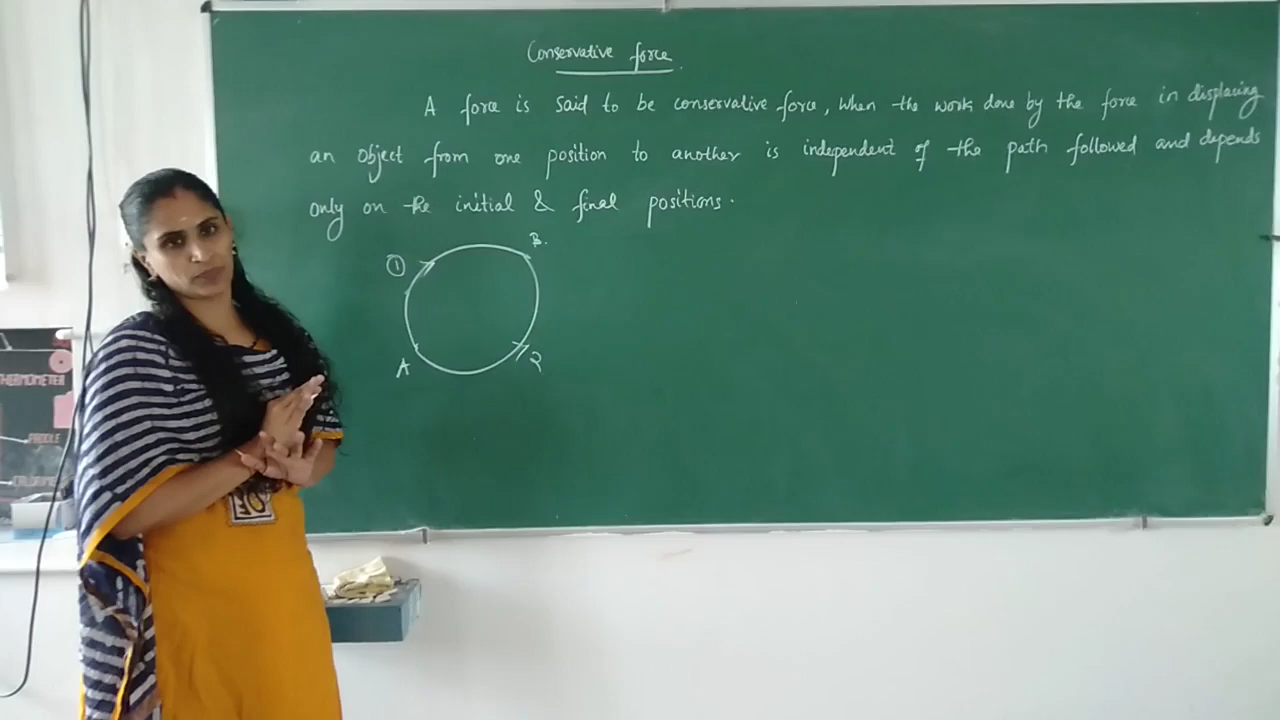 Conservative force.
A force is said to be conservative force, when the work done by the force in displacing
an object from one position to another is independent of the path followed and depends
only on the initial & final positions.
B.
①
A
2
THERMOMETER
PADDLE